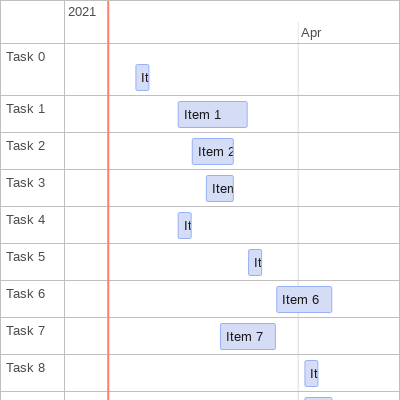 2021
Apr
Task 0
It
Task 1
Item 1
Task 2
Item 2
Task 3
Iten
Task 4
It
Task 5
It
Task 6
Item 6
Task 7
Item 7
Task 8
It